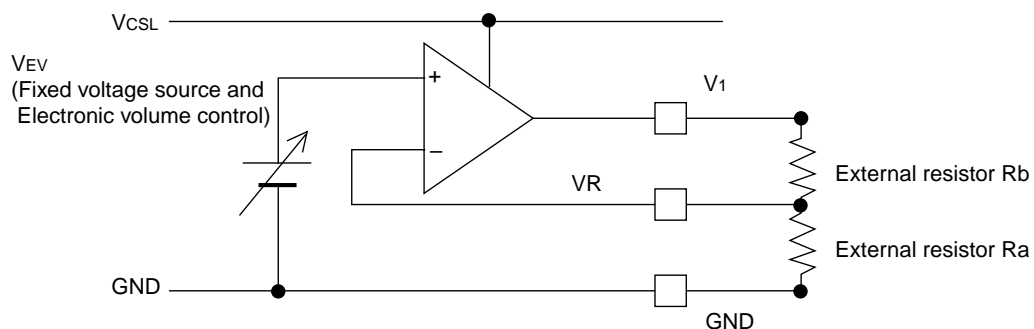 VCSL
VEV
(Fixed voltage source and
Electronic volume control)
+
−
V1
VR
External resistor Rb
External resistor Ra
GND
GND